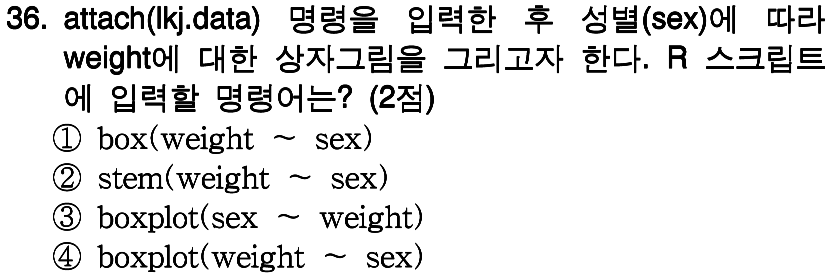 36. attach(lkj.data) 명령을 입력한 후 성별(sex)에 따라
weight에 대한 상자그림을 그리고자 한다. R 스크립트
에 입력할 명령어는? (2점)
① box(weight ~ sex)
② stem(weight ~ sex)
③ boxplot(sex ~ weight)
④ boxplot(weight ~ sex)